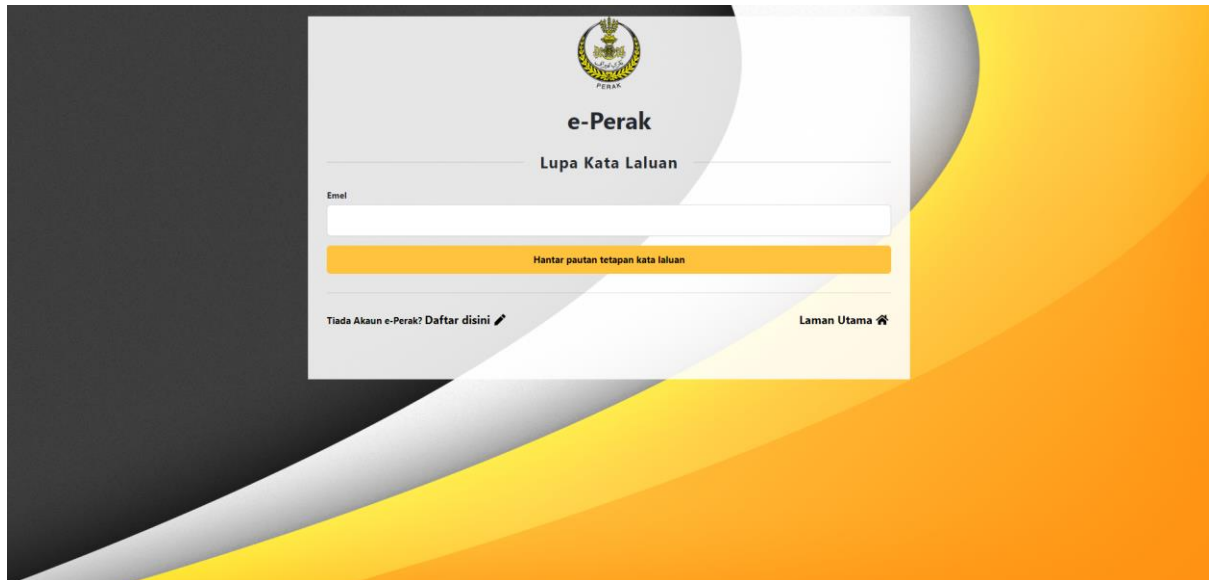 PERAK
e-Perak
Lupa Kata Laluan
Emel
Hantar pautan tetapan kata laluan
Tiada Akaun e-Perak? Daftar disini
Laman Utama